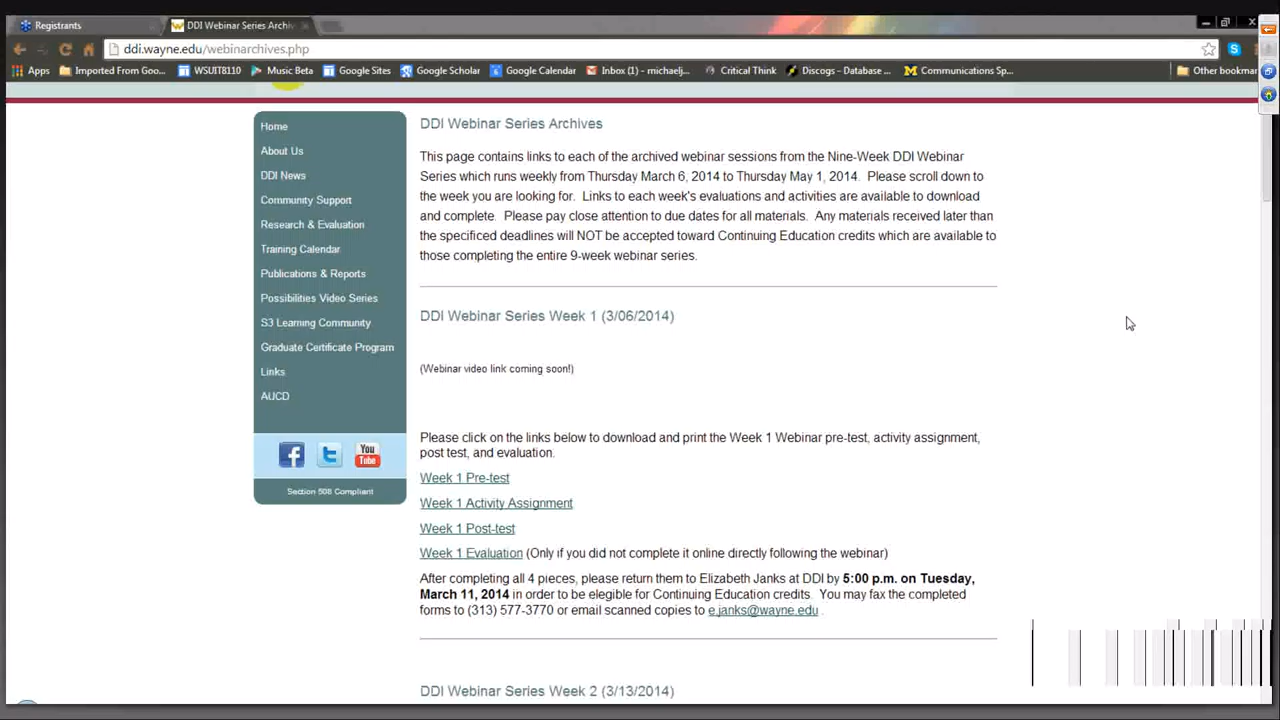 Registrants
DDI Webinar Series Archiv
ddi.wayne.edu/webinarchives.php
Apps
Imported From Goo...
WSUIT8110
Music Beta
Google Sites
Google Scholar
Google Calendar
Inbox (1) - michaelj...
Critical Think
Discogs - Database ...
Communications Sp...
Other bookmar
Home
About Us
DDI News
Community Support
Research & Evaluation
Training Calendar
Publications & Reports
Possibilities Video Series
S3 Learning Community
Graduate Certificate Program
Links
AUCD
You
Tube
Section 508 Compliant
DDI Webinar Series Archives
This page contains links to each of the archived webinar sessions from the Nine-Week DDI Webinar
Series which runs weekly from Thursday March 6, 2014 to Thursday May 1, 2014. Please scroll down to
the week you are looking for. Links to each week's evaluations and activities are available to download
and complete. Please pay close attention to due dates for all materials. Any materials received later than
the specificed deadlines will NOT be accepted toward Continuing Education credits which are available to
those completing the entire 9-week webinar series.
DDI Webinar Series Week 1 (3/06/2014)
(Webinar video link coming soon!)
Please click on the links below to download and print the Week 1 Webinar pre-test, activity assignment,
post test, and evaluation.
Week 1 Pre-test
Week 1 Activity Assignment
Week 1 Post-test
Week 1 Evaluation (Only if you did not complete it online directly following the webinar)
After completing all 4 pieces, please return them to Elizabeth Janks at DDI by 5:00 p.m. on Tuesday,
March 11, 2014 in order to be elegible for Continuing Education credits. You may fax the completed
forms to (313) 577-3770 or email scanned copies to e.janks@wayne.edu .
DDI Webinar Series Week 2 (3/13/2014)